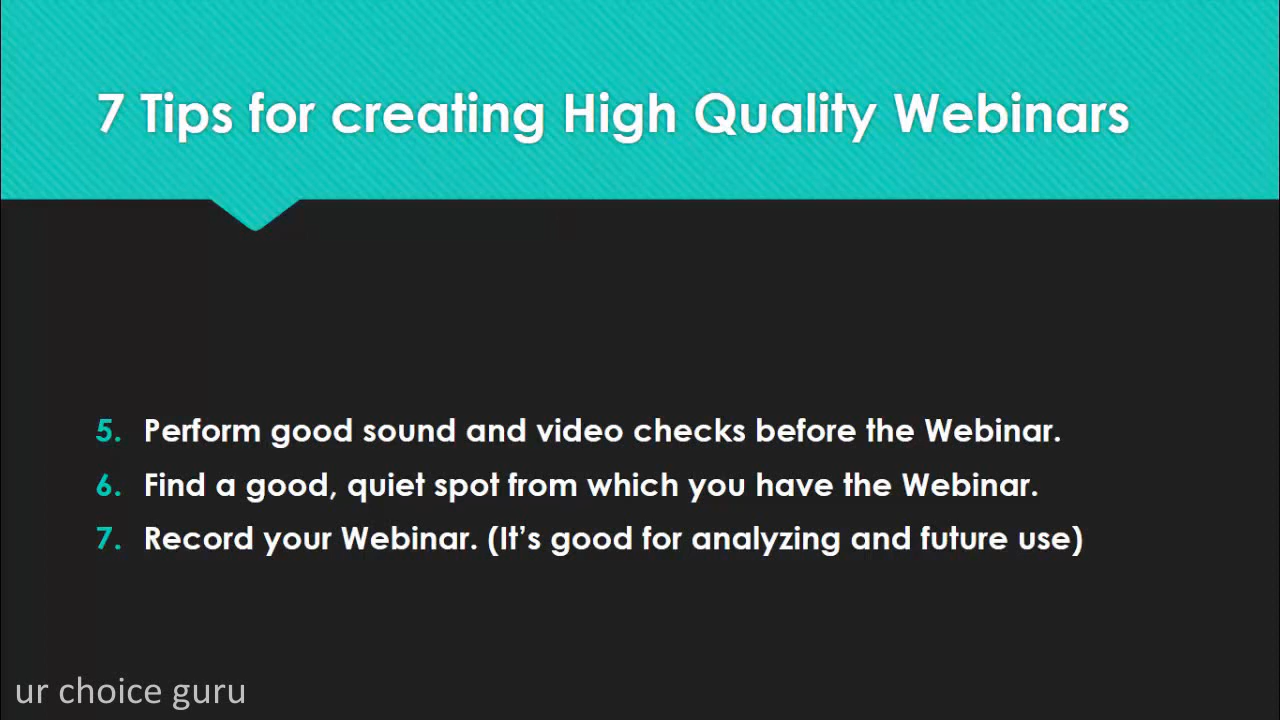 7 Tips for creating High Quality Webinars
5. Perform good sound and video checks before the Webinar.
6. Find a good, quiet spot from which you have the Webinar.
7. Record your Webinar. (It’s good for analyzing and future use)
ur choice guru